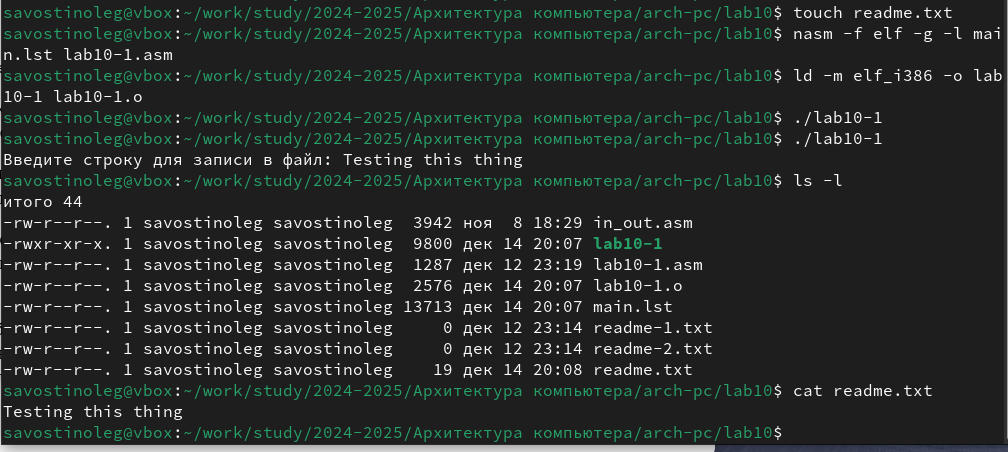 savostinoleg@vbox:~/work/study/2024-2025/Архитектура компьютера/arch-pc/lab10$ touch readme.txt
savostinoleg@vbox:~/work/study/2024-2025/Архитектура компьютера/arch-pc/lab10$ nasm -f elf -g -l mai
n.lst lab10-1.asm
savostinoleg@vbox:~/work/study/2024-2025/Архитектура компьютера/arch-pc/lab10$ ld -m elf_i386 -o lab
10-1 lab10-1.o
savostinoleg@vbox:~/work/study/2024-2025/Архитектура компьютера/arch-pc/lab10$ ./lab10-1
savostinoleg@vbox:~/work/study/2024-2025/Архитектура компьютера/arch-pc/lab10$ ./lab10-1
Введите строку для записи в файл: Testing this thing
savostinoleg@vbox:~/work/study/2024-2025/Архитектура компьютера/arch-pc/lab10$ ls -l
итого 44
-rw-r--r--. 1 savostinoleg savostinoleg  3942 ноя  8 18:29 in_out.asm
-rwxr-xr-x. 1 savostinoleg savostinoleg  9800 дек 14 20:07 lab10-1
-rw-r--r--. 1 savostinoleg savostinoleg  1287 дек 12 23:19 lab10-1.asm
-rw-r--r--. 1 savostinoleg savostinoleg  2576 дек 14 20:07 lab10-1.o
-rw-r--r--. 1 savostinoleg savostinoleg 13713 дек 14 20:07 main.lst
-rw-r--r--. 1 savostinoleg savostinoleg     0 дек 12 23:14 readme-1.txt
-rw-r--r--. 1 savostinoleg savostinoleg     0 дек 12 23:14 readme-2.txt
-rw-r--r--. 1 savostinoleg savostinoleg    19 дек 14 20:08 readme.txt
savostinoleg@vbox:~/work/study/2024-2025/Архитектура компьютера/arch-pc/lab10$ cat readme.txt
Testing this thing
savostinoleg@vbox:~/work/study/2024-2025/Архитектура компьютера/arch-pc/lab10$